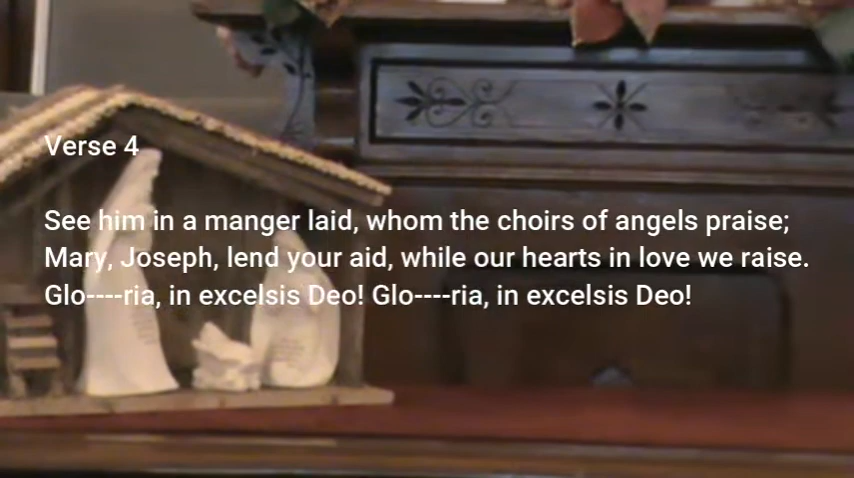 Verse 4
See him in a manger laid, whom the choirs of angels praise;
Mary, Joseph, lend your aid, while our hearts in love we raise.
Glo----ria, in excelsis Deo! Glo----ria, in excelsis Deo!